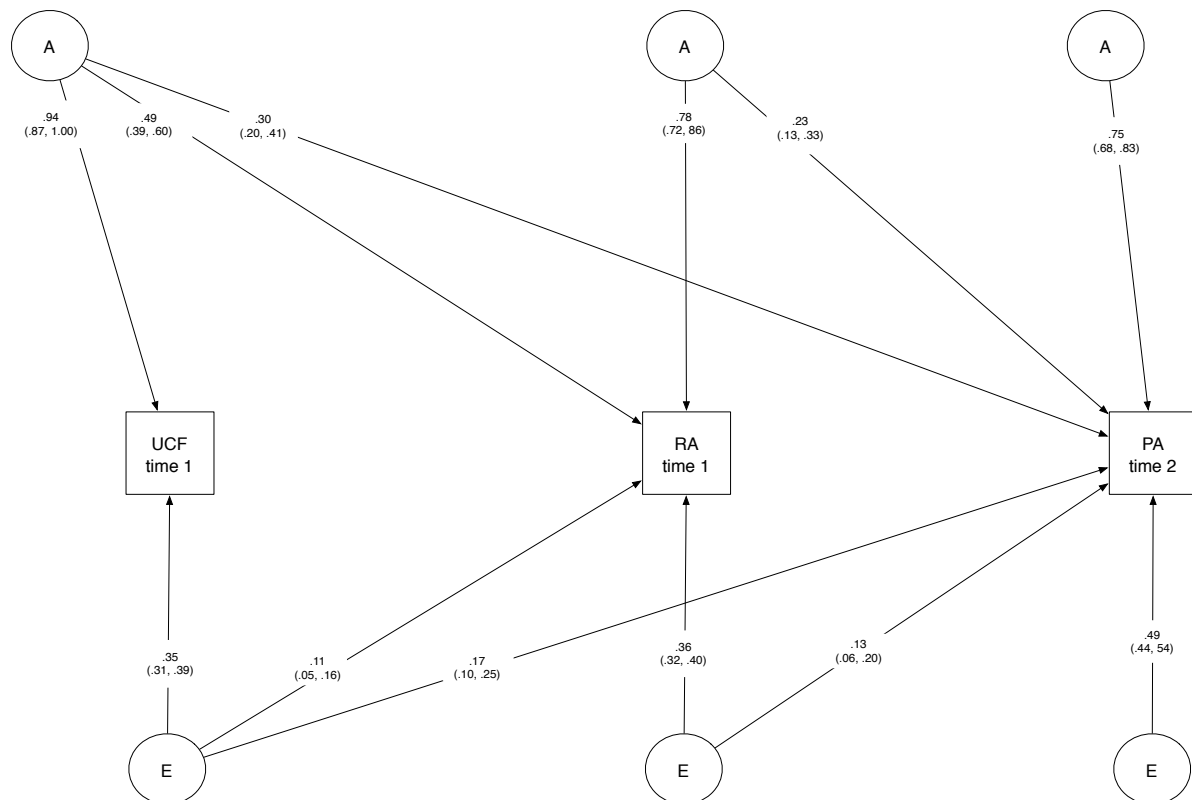 A
A
A
.94
(.87, 1.00)
.49
(.39, .60)
.30
(.20, .41)
.78
(.72, 86)
.23
(.13, .33)
.75
(.68, .83)
UCF
time 1
RA
time 1
PA
time 2
.35
(.31, .39)
.11
(.05, .16)
.17
(.10, .25)
.36
(.32, .40)
.13
(.06, .20)
.49
(.44, 54)
E
E
E